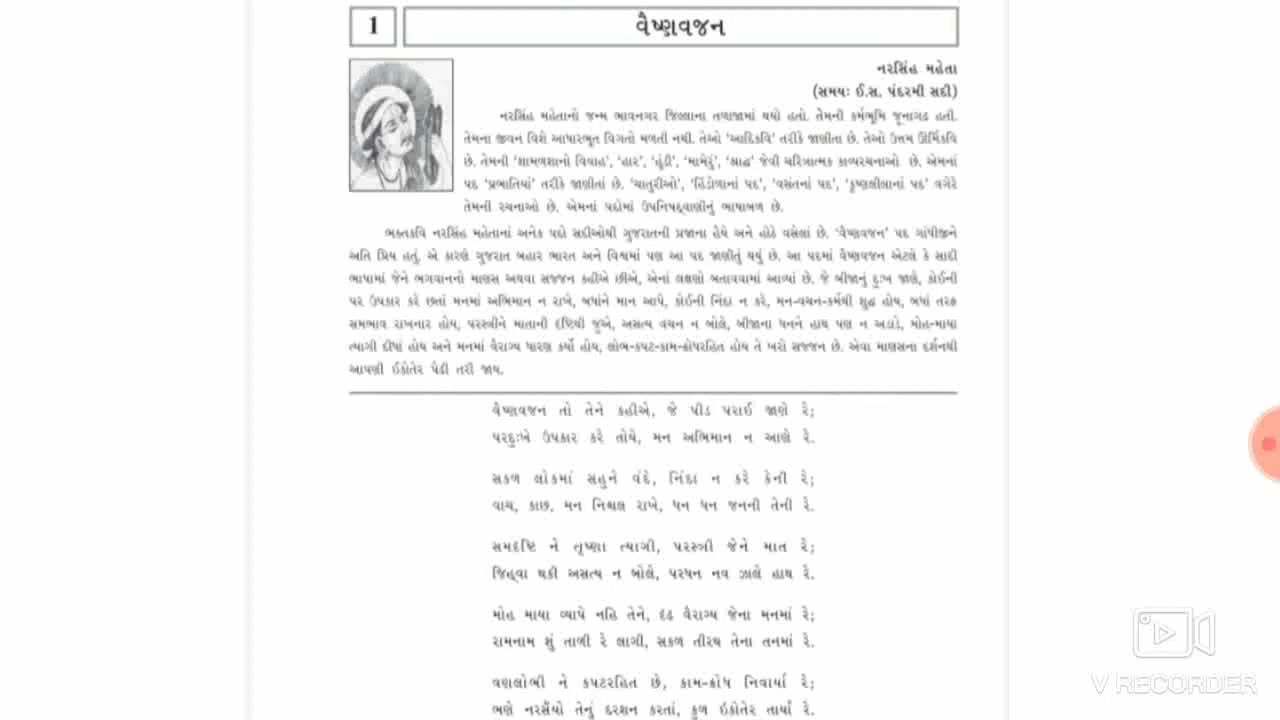 1
વૈષ્ણવજન
નરસિંહ મહેતા
(સમયઃ ઈ.સ. પંદરમી સદી)
નરસિંહ મહેતાનો જન્મ ભાવનગર જિલ્લાના તળાજામાં થયો હતો. તેમની કર્મભૂમિ જૂનાગઢ હતી.
તેમના જીવન વિશે આધારભૂત વિગતો મળતી નથી. તેઓ ‘આદિકવિ’ તરીકે જાણીતા છે. તેઓ ઉત્તમ ઊર્મિકવિ
છે. તેમની ‘શામળશાનો વિવાહ’, ‘હાર’, ‘હૂંડી’, ‘મામેરું’, ‘શ્રાદ્ધ’ જેવી ચરિત્રાત્મક કાવ્યરચનાઓ છે. એમનાં
પદ ‘પ્રભાતિયાં’ તરીકે જાણીતાં છે. ‘ચાતુરીઓ’, ‘હિંડોળાનાં પદ’, ‘વસંતનાં પદ’, ‘કૃષ્ણલીલાનાં પદ’ વગેરે
તેમની રચનાઓ છે. એમનાં પદોમાં ઉપનિષદ્‌વાણીનું ભાષાબળ છે.
ભક્તકવિ નરસિંહ મહેતાનાં અનેક પદો સદીઓથી ગુજરાતની પ્રજાના હૈયે અને હોઠે વસેલાં છે. ‘વૈષ્ણવજન’ પદ ગાંધીજીને
અતિ પ્રિય હતું. એ કારણે ગુજરાત બહાર ભારત અને વિશ્વમાં પણ આ પદ જાણીતું થયું છે. આ પદમાં વૈષ્ણવજન એટલે કે સાદી
ભાષામાં જેને ભગવાનનો માણસ અથવા સજ્જન કહીએ છીએ, એનાં લક્ષણો બતાવવામાં આવ્યાં છે. જે બીજાનું દુઃખ જાણે, કોઈની
પર ઉપકાર કરે છતાં મનમાં અભિમાન ન રાખે, બધાંને માન આપે, કોઈની નિંદા ન કરે, મન-વચન-કર્મથી શુદ્ધ હોય, બધાં તરફ
સમભાવ રાખનાર હોય, પરસ્ત્રીને માતાની દૃષ્ટિથી જુએ, અસત્ય વચન ન બોલે, બીજાના ધનને હાથ પણ ન અડાડે, મોહ-માયા
ત્યાગી દીધાં હોય અને મનમાં વૈરાગ્ય ધારણ કર્યો હોય, લોભ-કપટ-કામ-ક્રોધરહિત હોય તે ખરો સજ્જન છે. એવા માણસના દર્શનથી
આપણી ઈકોતેર પેઢી તરી જાય.
વૈષ્ણવજન તો તેને કહીએ, જે પીડ પરાઈ જાણે રે;
પરદુઃખે ઉપકાર કરે તોયે, મન અભિમાન ન આણે રે.
સકળ લોકમાં સહુને વંદે, નિંદા ન કરે કેની રે;
વાચ, કાછ, મન નિશ્ચલ રાખે, ધન ધન જનની તેની રે.
સમદૃષ્ટિ ને તૃષ્ણા ત્યાગી, પરસ્ત્રી જેને માત રે;
જિહ્‌વા થકી અસત્ય ન બોલે, પરધન નવ ઝાલે હાથ રે.
મોહ માયા વ્યાપે નહિ તેને, દૃઢ વૈરાગ્ય જેના મનમાં રે;
રામનામ શું તાળી રે લાગી, સકળ તીરથ તેના તનમાં રે.
વણલોભી ને કપટરહિત છે, કામ-ક્રોધ નિવાર્યા રે;
ભણે નરસૈંયો તેનું દરશન કરતાં, કુળ ઇકોતેર તાર્યાં રે.
V RECORDER